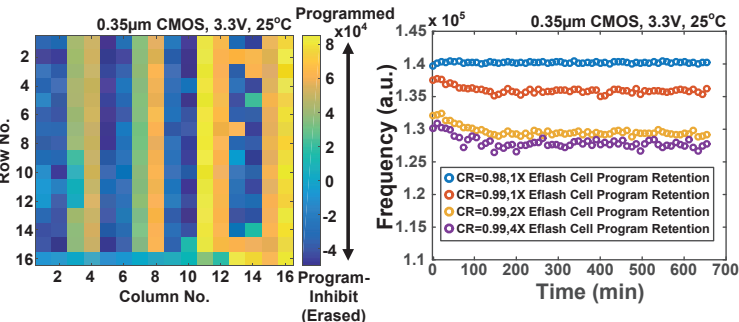 0.35µm CMOS, 3.3V, 25°C
Programmed
×10⁴
8
6
4
2
0
-2
-4
Program-
Inhibit
(Erased)
Row No.
2
4
6
8
10
12
14
16
2 4 6 8 10 12 14 16
Column No.
0.35µm CMOS, 3.3V, 25°C
x 10⁵
Frequency (a.u.)
1.45
1.4
1.35
1.3
1.25
1.2
1.15
1.1
CR=0.98,1X Eflash Cell Program Retention
CR=0.99,1X Eflash Cell Program Retention
CR=0.99,2X Eflash Cell Program Retention
CR=0.99,4X Eflash Cell Program Retention
0 100 200 300 400 500 600 700
Time (min)